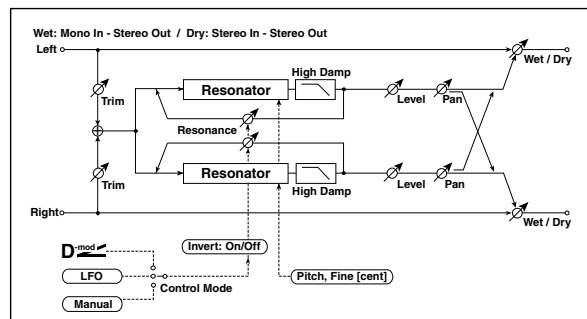 Wet: Mono In - Stereo Out / Dry: Stereo In - Stereo Out
Left
Wet / Dry
High Damp
Resonator
Trim
Level
Pan
Resonance
Resonator
High Damp
Level
Pan
Trim
Right
Wet / Dry
D-mod
Invert: On/Off
LFO
Control Mode
Pitch, Fine [cent]
Manual